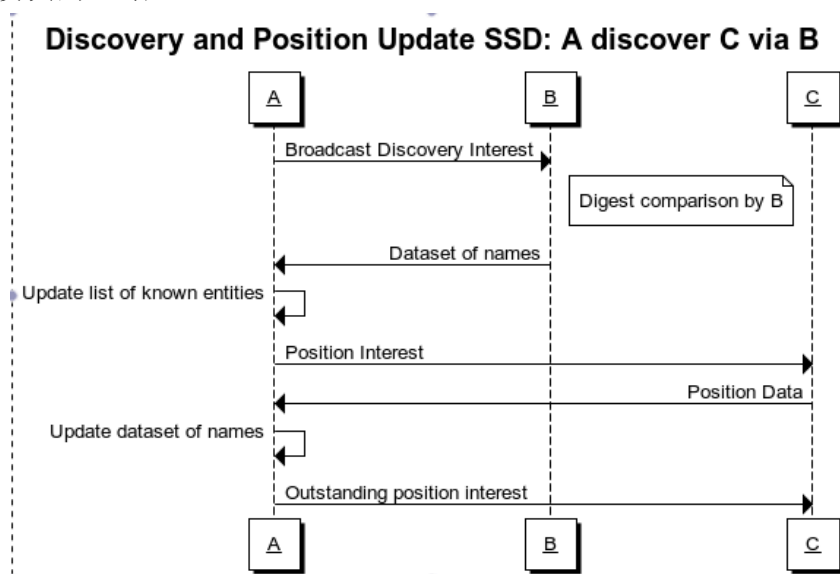 Discovery and Position Update SSD: A discover C via B
A B C
Broadcast Discovery Interest
Digest comparison by B
Dataset of names
Update list of known entities
Position Interest
Position Data
Update dataset of names
Outstanding position interest
A B C